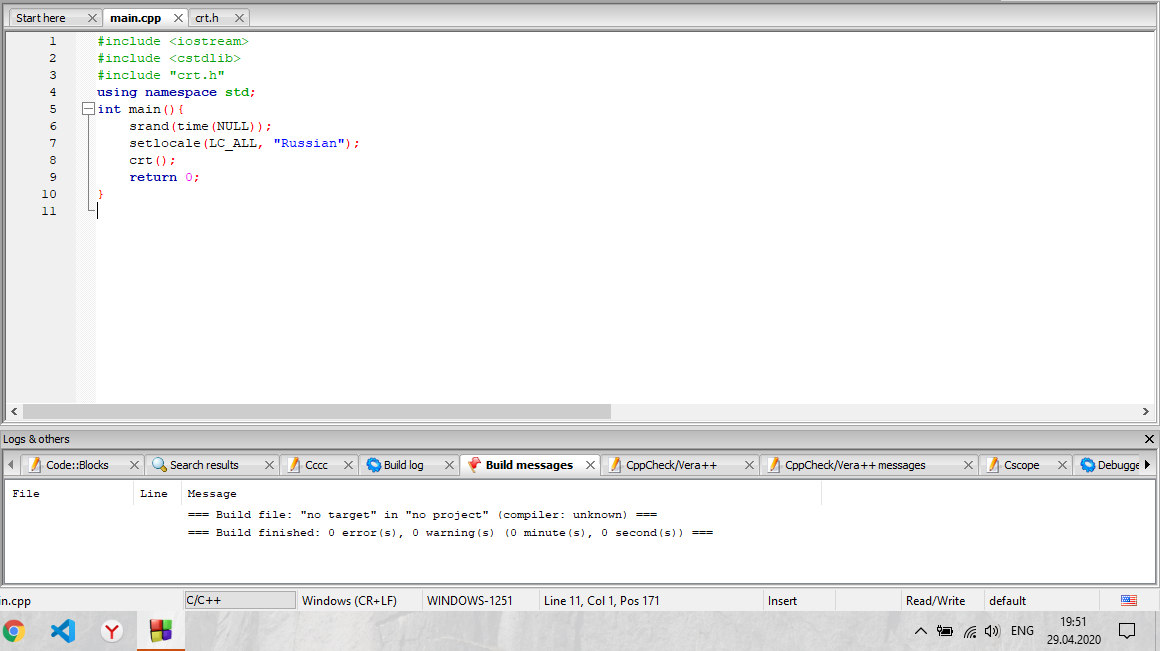 Start here main.cpp crt.h
1 #include <iostream>
2 #include <cstdlib>
3 #include "crt.h"
4 using namespace std;
5 int main(){
6 srand(time(NULL));
7 setlocale(LC_ALL, "Russian");
8 crt();
9 return 0;
10 }
11
Logs & others
Code::Blocks Search results Cccc Build log Build messages CppCheck/Vera++ CppCheck/Vera++ messages Cscope Debugge
File Line Message
=== Build file: "no target" in "no project" (compiler: unknown) ===
=== Build finished: 0 error(s), 0 warning(s) (0 minute(s), 0 second(s)) ===
in.cpp C/C++ Windows (CR+LF) WINDOWS-1251 Line 11, Col 1, Pos 171 Insert Read/Write default
ENG 19:51
29.04.2020